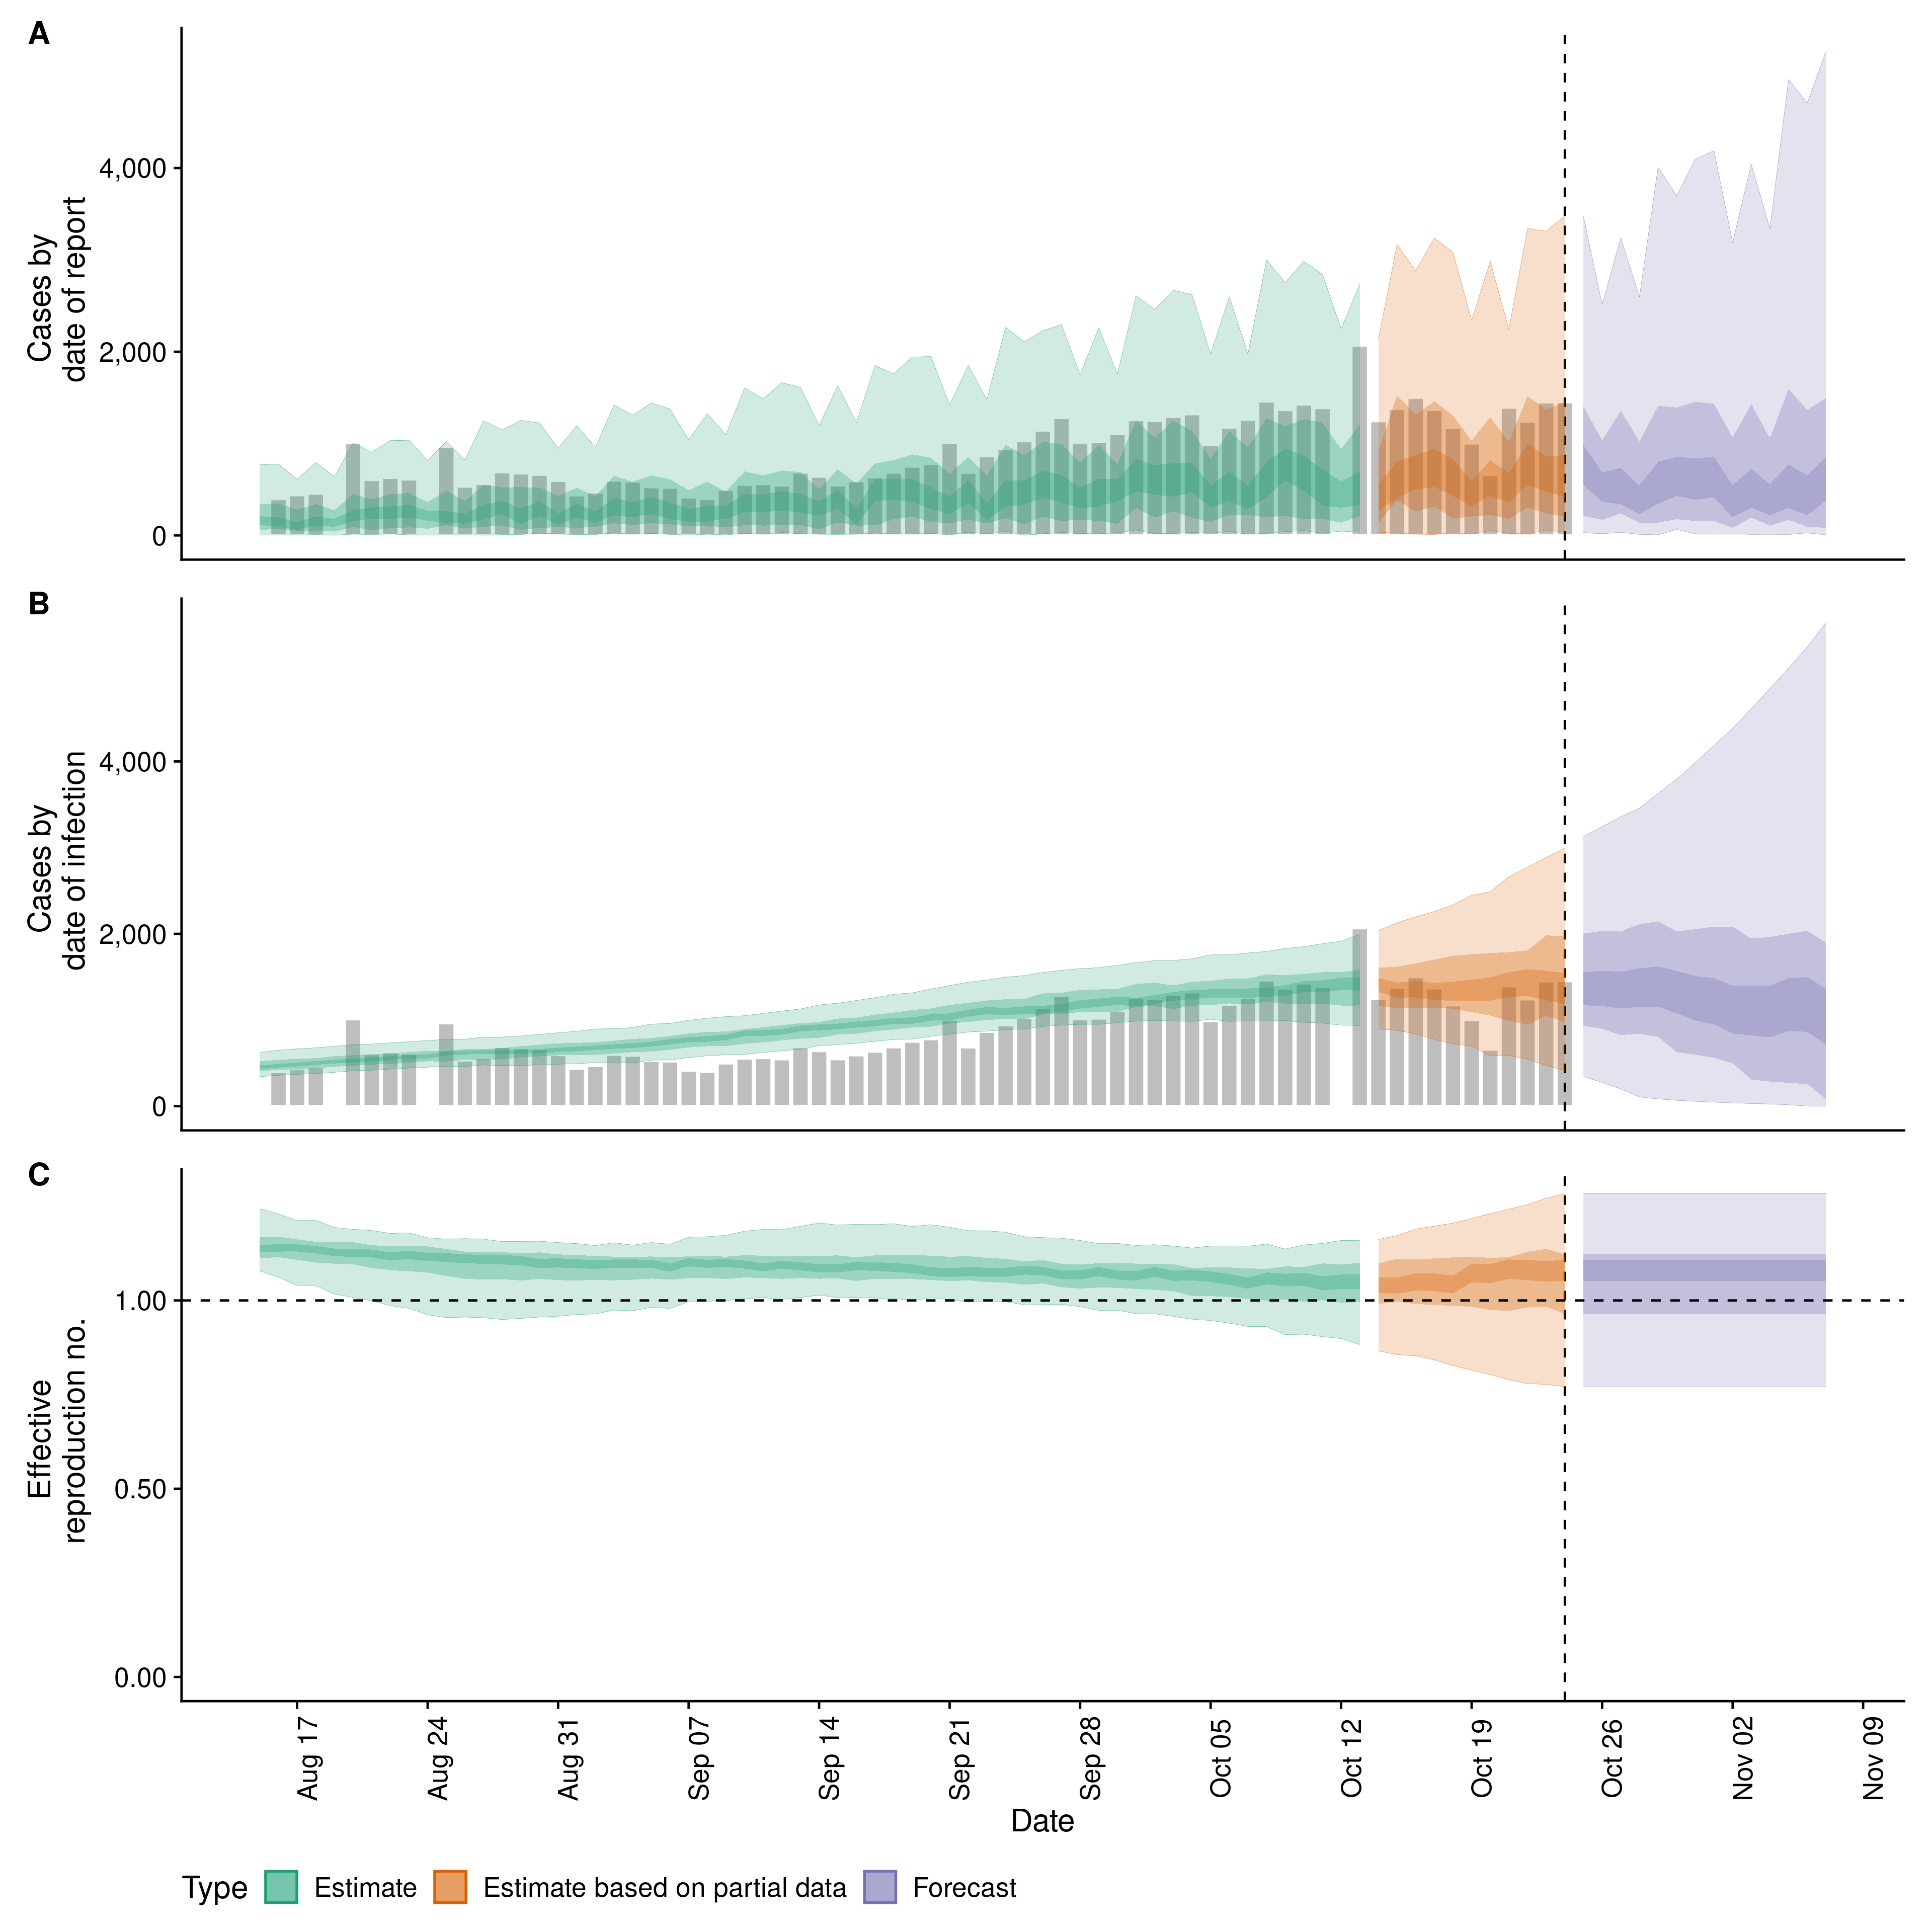 A
Cases by
date of report
4,000
2,000
0
B
Cases by
date of infection
4,000
2,000
0
C
Effective
reproduction no.
1.00
0.50
0.00
Aug 17
Aug 24
Aug 31
Sep 07
Sep 14
Sep 21
Sep 28
Oct 05
Oct 12
Oct 19
Oct 26
Nov 02
Nov 09
Date
Type Estimate Estimate based on partial data Forecast